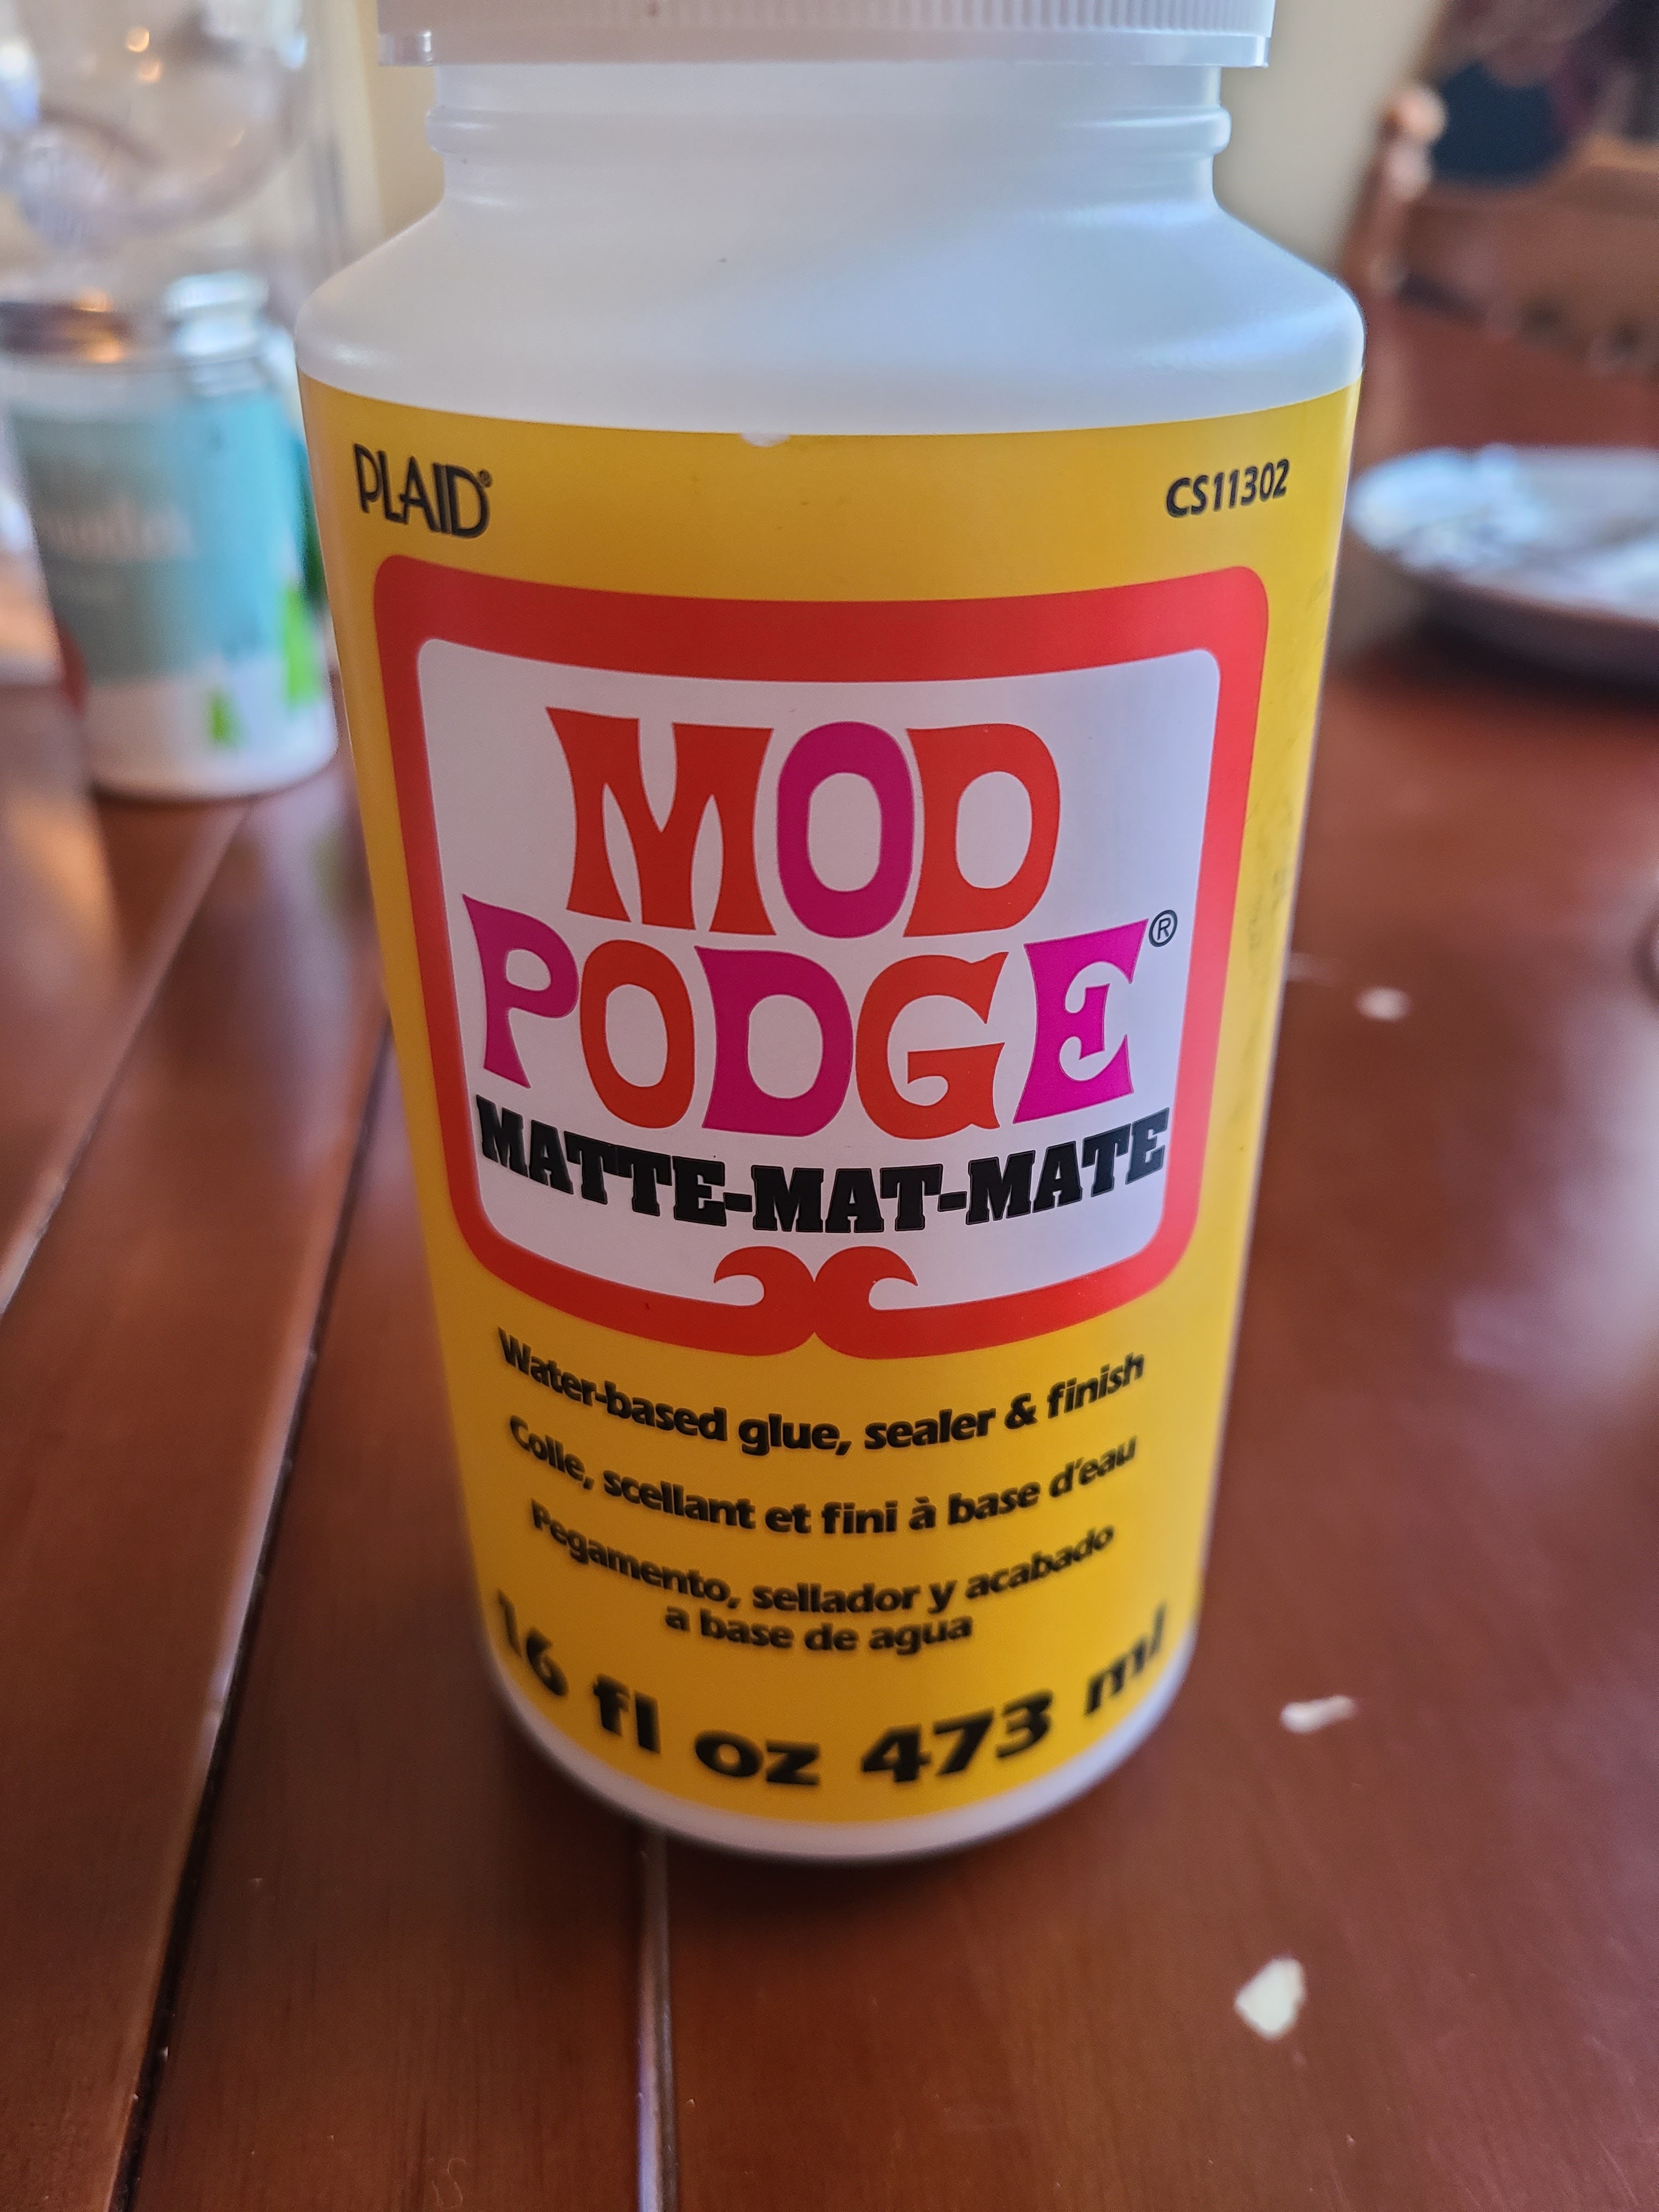 PLAID®
CS11302
MOD
PODGE®
MATTE-MAT-MATE
Water-based glue, sealer & finish
Colle, scellant et fini à base d'eau
Pegamento, sellador y acabado
a base de agua
16 fl oz 473 ml